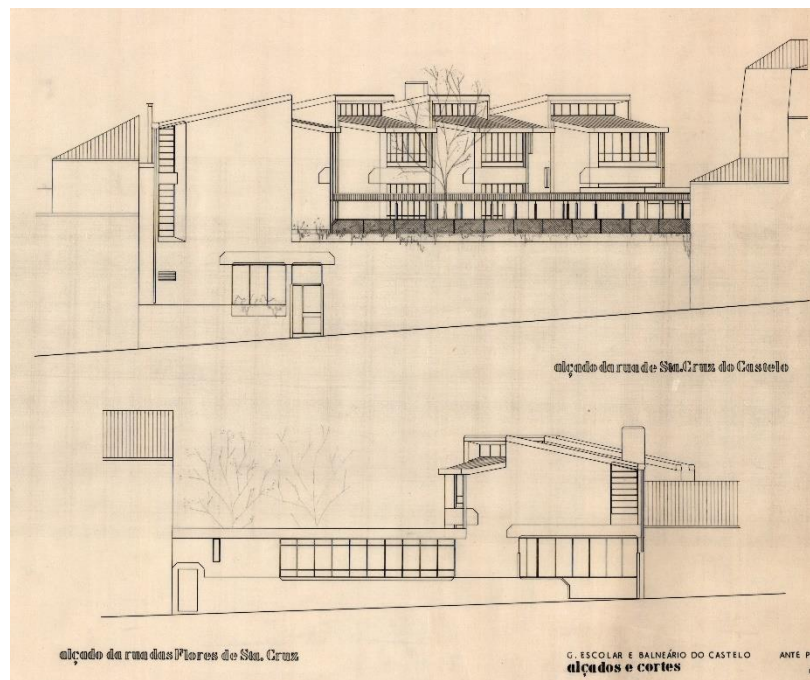 alçado da rua de Sta. Cruz do Castelo
alçado da rua das Flores de Sta. Cruz
G. ESCOLAR E BALNEÁRIO DO CASTELO ANTE P
alçados e cortes